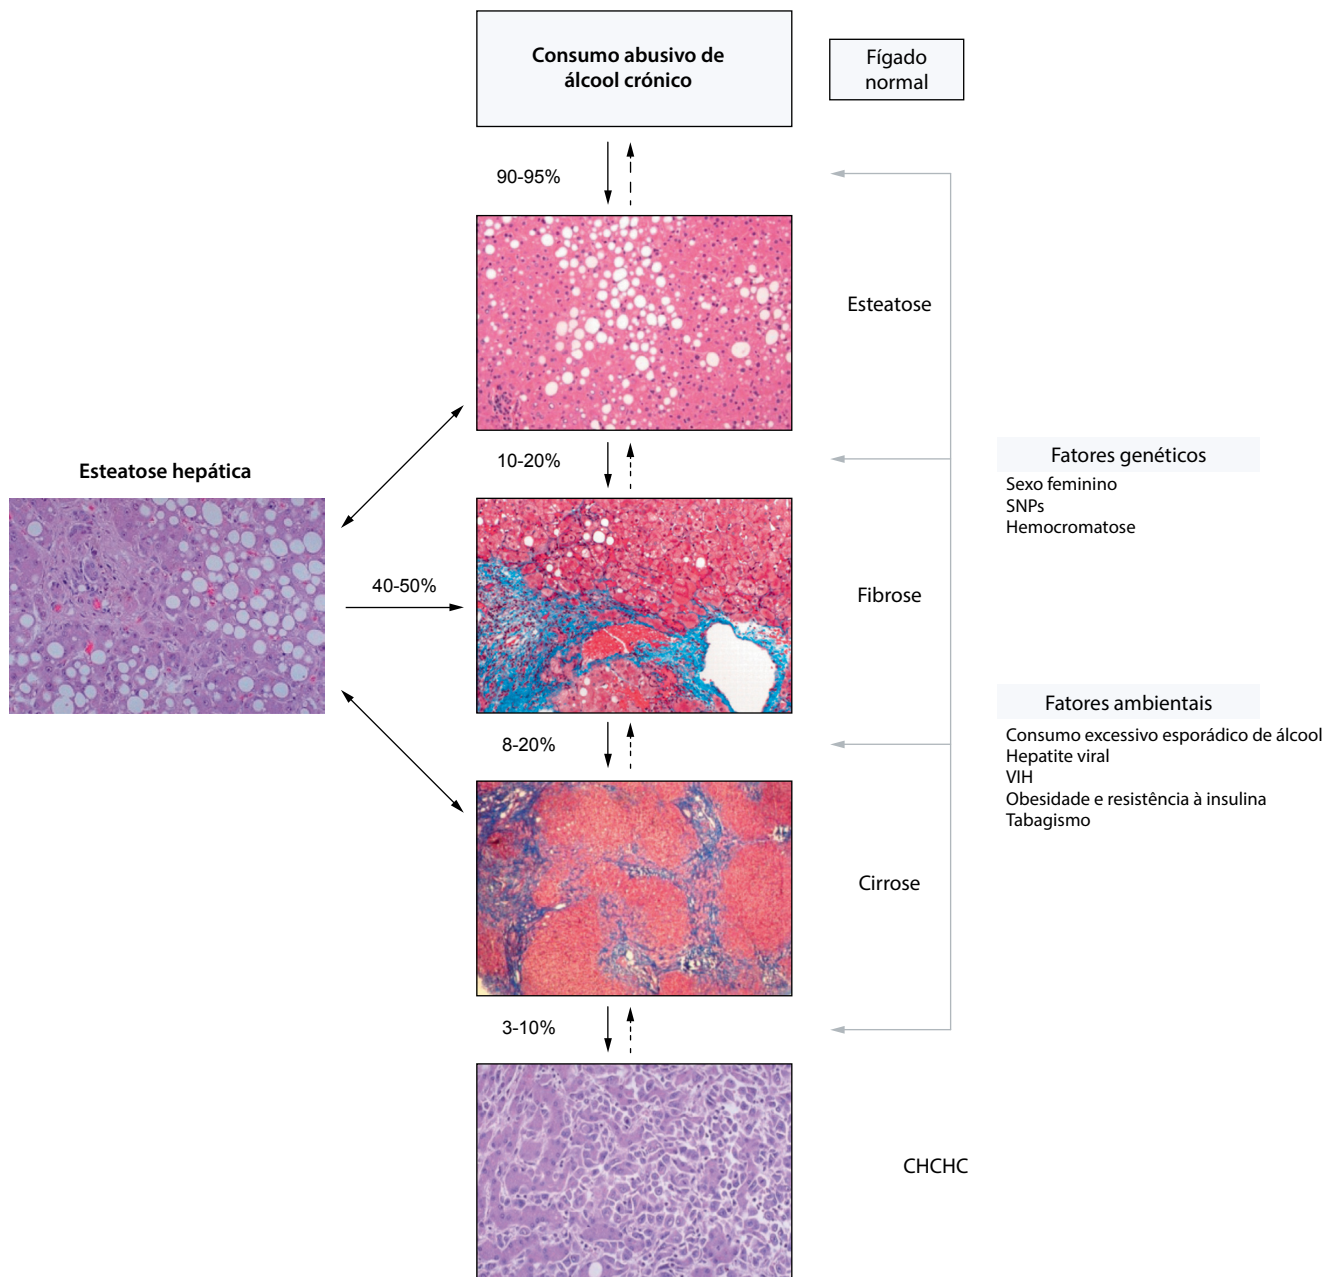 Consumo abusivo de
álcool crónico
Fígado
normal
90-95%
Esteatose
10-20%
Esteatose hepática
40-50%
Fibrose
Fatores genéticos
Sexo feminino
SNPs
Hemocromatose
8-20%
Fatores ambientais
Consumo excessivo esporádico de álcool
Hepatite viral
VIH
Obesidade e resistência à insulina
Tabagismo
Cirrose
3-10%
CHCHC